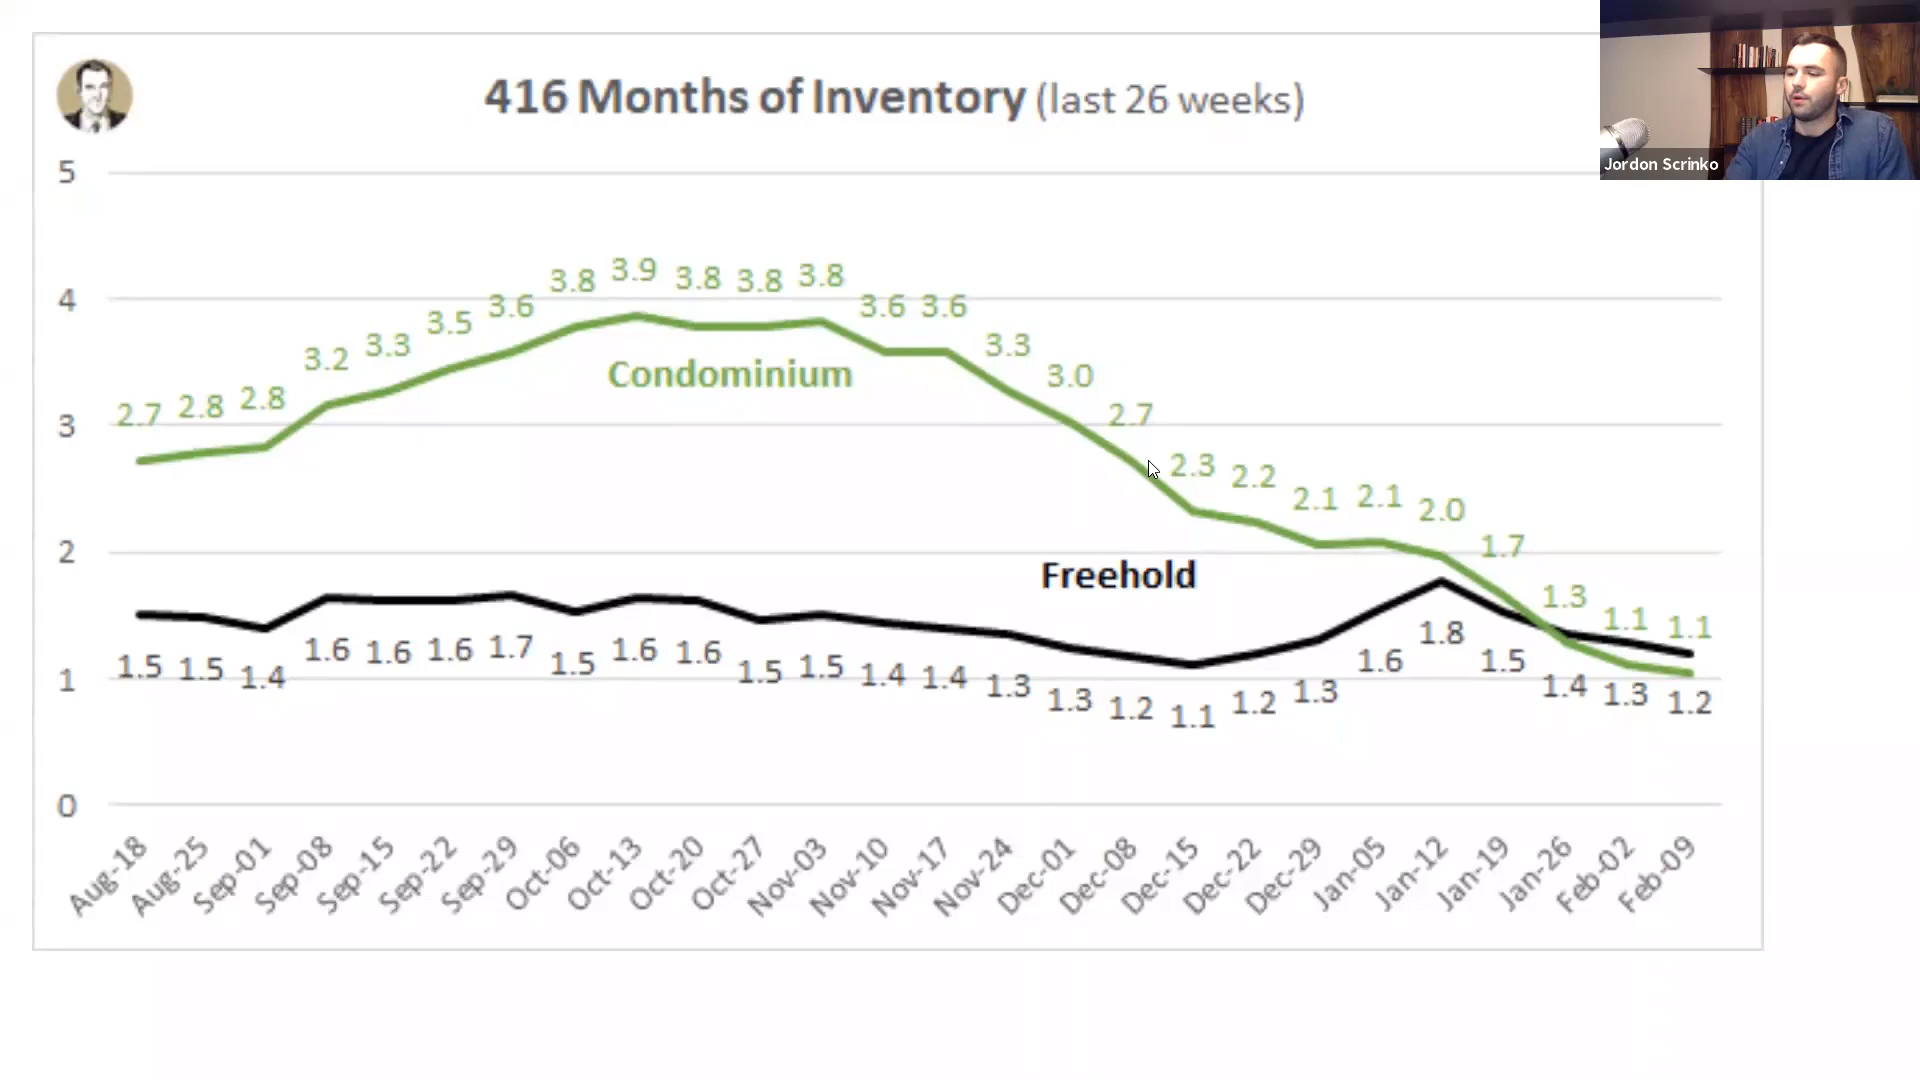 416 Months of Inventory (last 26 weeks)
Jordon Scrinko
5
4
3
2
1
0
2.7 2.8 2.8 3.2 3.3 3.5 3.6 3.8 3.9 3.8 3.8 3.8 3.6 3.6 3.3 3.0 2.7 2.3 2.2 2.1 2.1 2.0 1.7 1.3 1.1 1.1
Condominium
Freehold
1.5 1.5 1.4 1.6 1.6 1.6 1.7 1.5 1.6 1.6 1.5 1.5 1.4 1.4 1.3 1.3 1.2 1.1 1.2 1.3 1.6 1.8 1.5 1.4 1.3 1.2
Aug-18 Aug-25 Sep-01 Sep-08 Sep-15 Sep-22 Sep-29 Oct-06 Oct-13 Oct-20 Oct-27 Nov-03 Nov-10 Nov-17 Nov-24 Dec-01 Dec-08 Dec-15 Dec-22 Dec-29 Jan-05 Jan-12 Jan-19 Jan-26 Feb-02 Feb-09